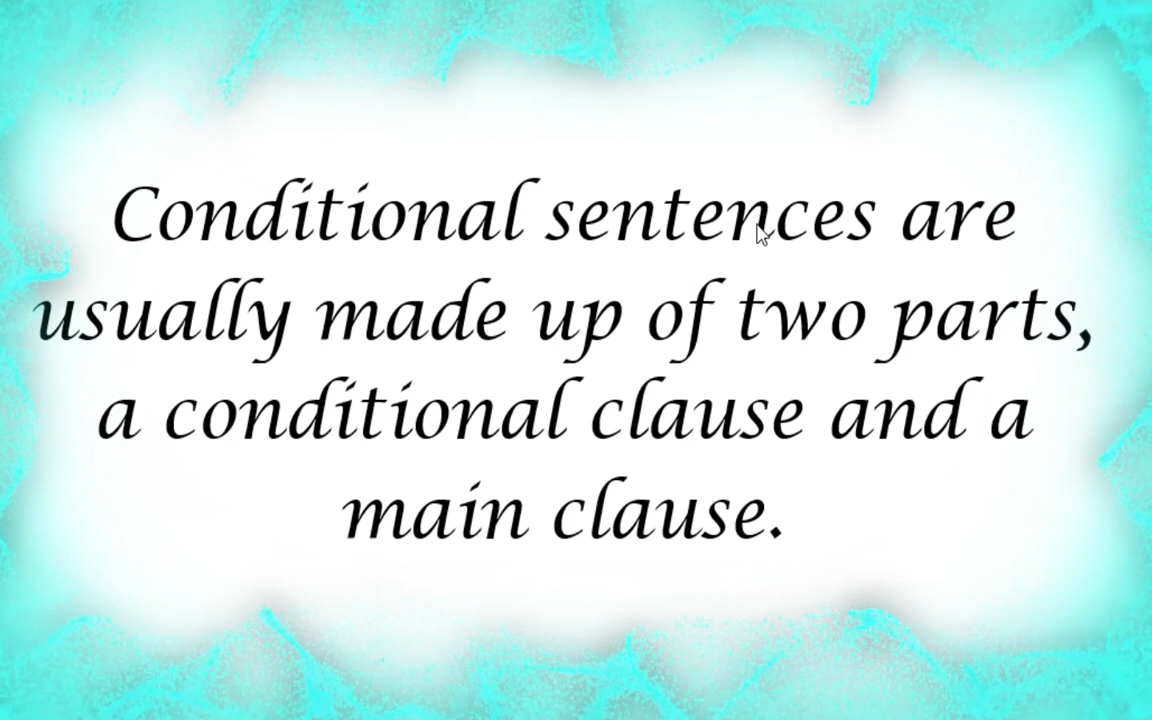 Conditional sentences are
usually made up of two parts,
a conditional clause and a
main clause.